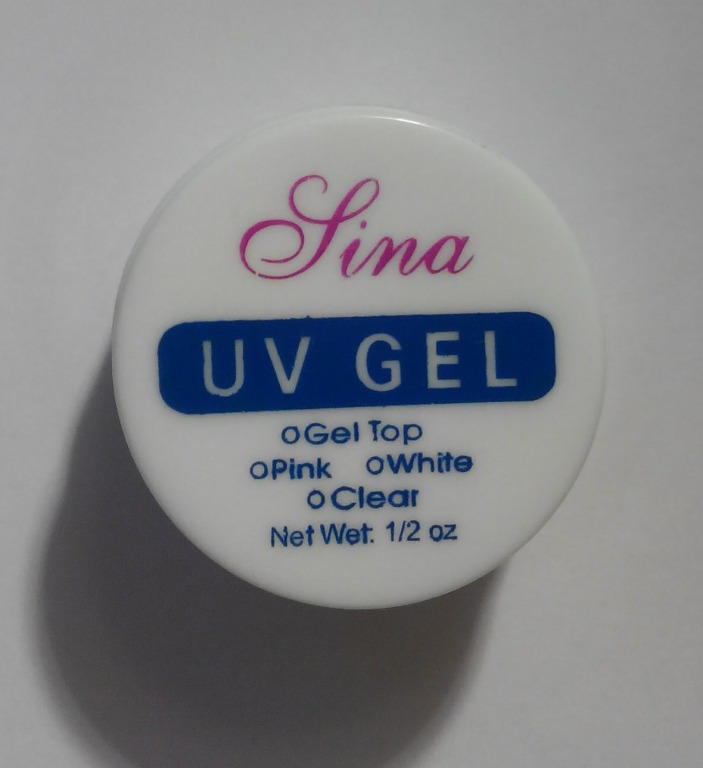 Sina
UV GEL
OGel Top
OPink OWhite
OClear
Net Wet. 1/2 oz